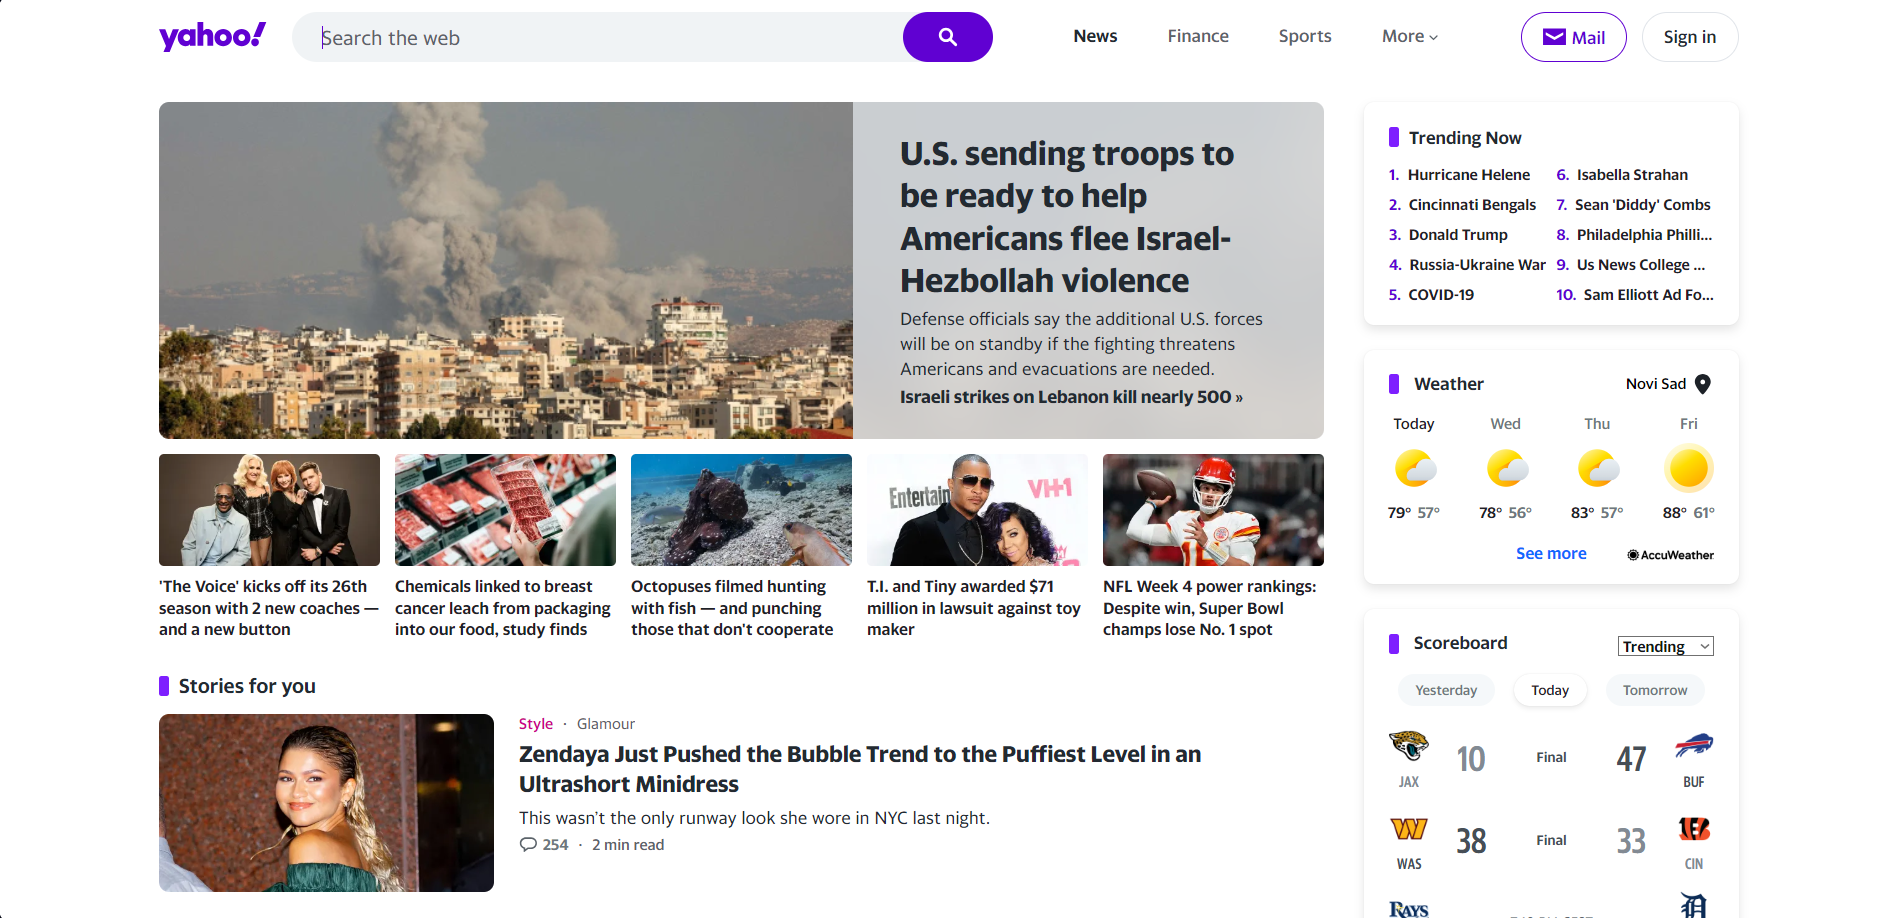 yahoo!
Search the web
News
Finance
Sports
More
Mail
Sign in
U.S. sending troops to
be ready to help
Americans flee Israel-
Hezbollah violence
Defense officials say the additional U.S. forces
will be on standby if the fighting threatens
Americans and evacuations are needed.
Israeli strikes on Lebanon kill nearly 500 »
Entertain
VH1
'The Voice' kicks off its 26th
season with 2 new coaches —
and a new button
Chemicals linked to breast
cancer leach from packaging
into our food, study finds
Octopuses filmed hunting
with fish — and punching
those that don't cooperate
T.I. and Tiny awarded $71
million in lawsuit against toy
maker
NFL Week 4 power rankings:
Despite win, Super Bowl
champs lose No. 1 spot
Stories for you
Style · Glamour
Zendaya Just Pushed the Bubble Trend to the Puffiest Level in an
Ultrashort Minidress
This wasn't the only runway look she wore in NYC last night.
254 · 2 min read
Trending Now
1. Hurricane Helene
2. Cincinnati Bengals
3. Donald Trump
4. Russia-Ukraine War
5. COVID-19
6. Isabella Strahan
7. Sean 'Diddy' Combs
8. Philadelphia Philli...
9. Us News College ...
10. Sam Elliott Ad Fo...
Weather
Novi Sad
Today Wed Thu Fri
79° 57° 78° 56° 83° 57° 88° 61°
See more
AccuWeather
Scoreboard
Trending
Yesterday Today Tomorrow
10 Final 47
JAX BUF
38 Final 33
WAS CIN
RAYS